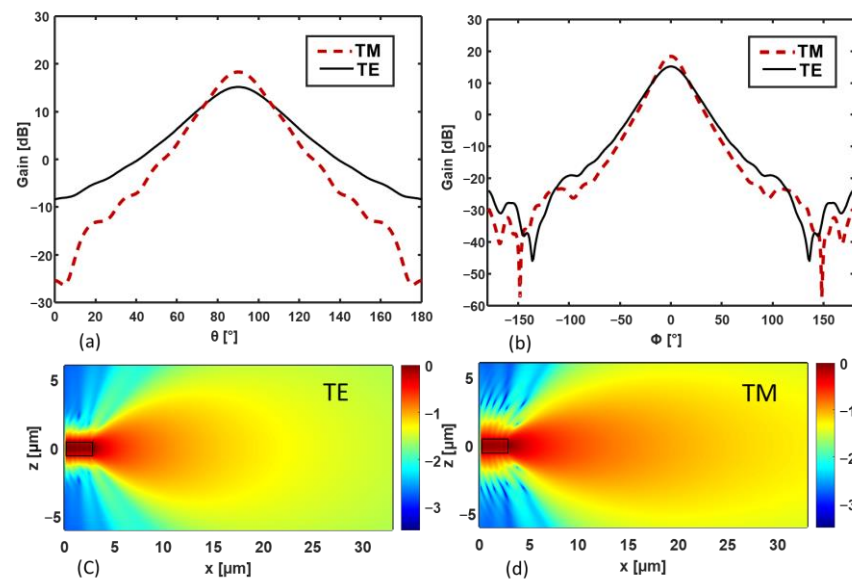 30
20
10
0
−10
−20
−30
Gain [dB]
TM
TE
0 20 40 60 80 100 120 140 160 180
(a) θ [°]
30
20
10
0
−10
−20
−30
−40
−50
−60
Gain [dB]
TM
TE
−150 −100 −50 0 50 100 150
(b) Φ [°]
5
0
−5
z [µm]
TE
0 5 10 15 20 25 30
(C) x [µm]
0
−1
−2
−3
5
0
−5
z [µm]
TM
0 5 10 15 20 25 30
(d) x [µm]
0
−1
−2
−3